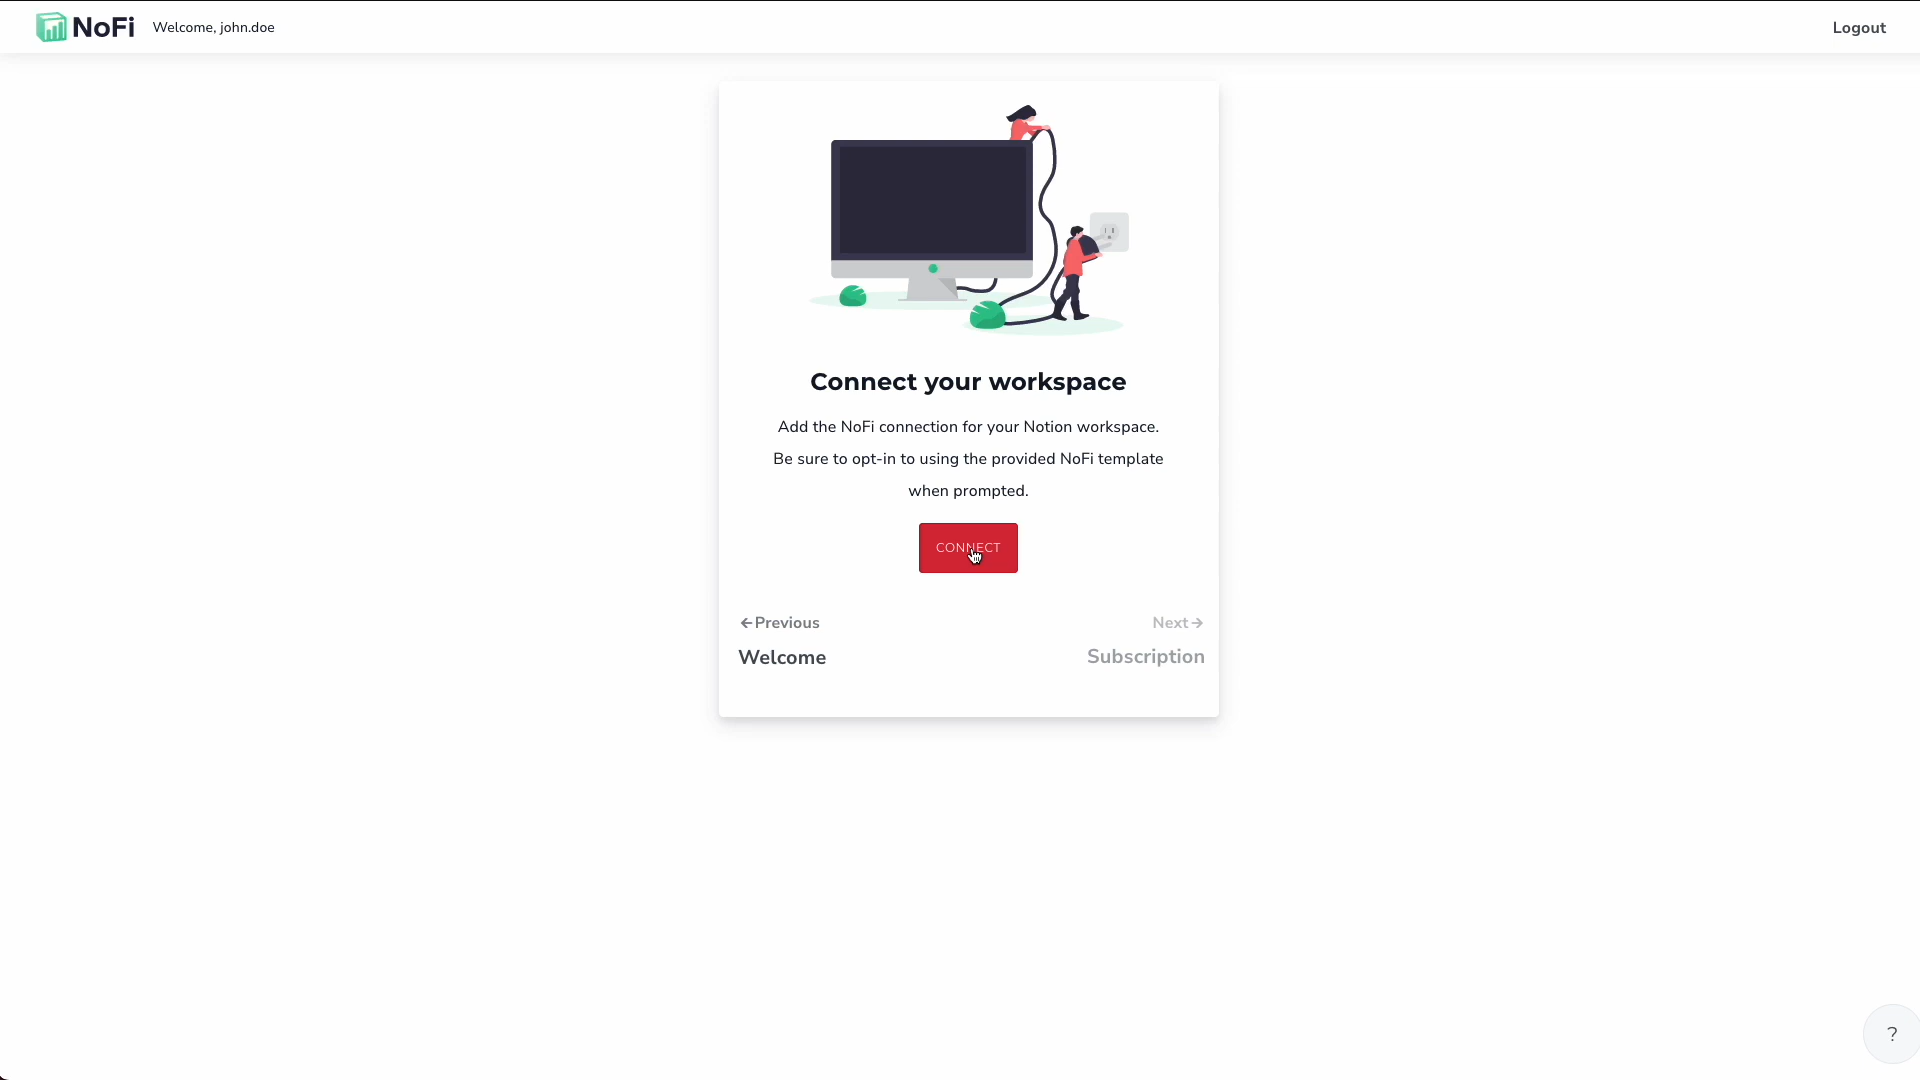 NoFi Welcome, john.doe Logout
Connect your workspace
Add the NoFi connection for your Notion workspace.
Be sure to opt-in to using the provided NoFi template
when prompted.
CONNECT
←Previous Next→
Welcome Subscription
?